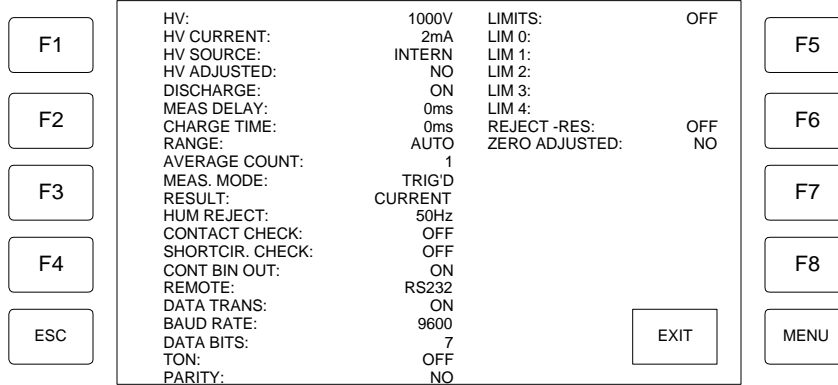 F1
F2
F3
F4
ESC
HV: 1000V
HV CURRENT: 2mA
HV SOURCE: INTERN
HV ADJUSTED: NO
DISCHARGE: ON
MEAS DELAY: 0ms
CHARGE TIME: 0ms
RANGE: AUTO
AVERAGE COUNT: 1
MEAS. MODE: TRIG'D
RESULT: CURRENT
HUM REJECT: 50Hz
CONTACT CHECK: OFF
SHORTCIR. CHECK: OFF
CONT BIN OUT: ON
REMOTE: RS232
DATA TRANS: ON
BAUD RATE: 9600
DATA BITS: 7
TON: OFF
PARITY: NO
LIMITS: OFF
LIM 0:
LIM 1:
LIM 2:
LIM 3:
LIM 4:
REJECT -RES: OFF
ZERO ADJUSTED: NO
EXIT
F5
F6
F7
F8
MENU